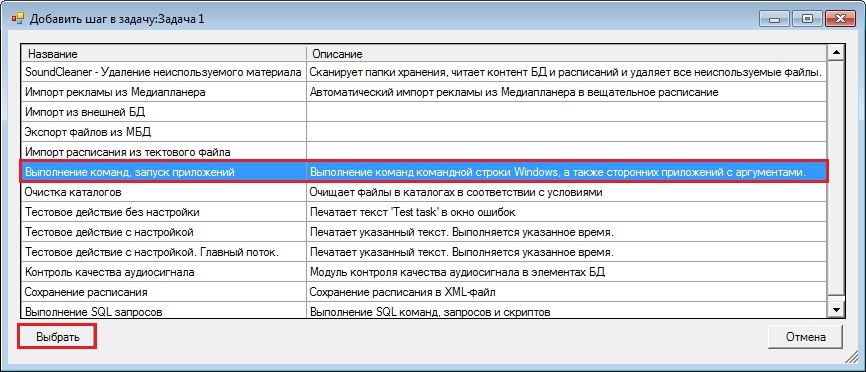 Добавить шаг в задачу:Задача 1
Название Описание
SoundCleaner - Удаление неиспользуемого материала Сканирует папки хранения, читает контент БД и расписаний и удаляет все неиспользуемые файлы.
Импорт рекламы из Медиапланера Автоматический импорт рекламы из Медиапланера в вещательное расписание
Импорт из внешней БД
Экспорт файлов из МБД
Импорт расписания из тектового файла
Выполнение команд, запуск приложений Выполнение команд командной строки Windows, а также сторонних приложений с аргументами.
Очистка каталогов Очищает файлы в каталогах в соответствии с условиями
Тестовое действие без настройки Печатает текст 'Test task' в окно ошибок
Тестовое действие с настройкой Печатает указанный текст. Выполняется указанное время.
Тестовое действие с настройкой. Главный поток. Печатает указанный текст. Выполняется указанное время.
Контроль качества аудиосигнала Модуль контроля качества аудиосигнала в элементах БД
Сохранение расписания Сохранение расписания в XML-Файл
Выполнение SQL запросов Выполнение SQL команд, запросов и скриптов
Выбрать Отмена